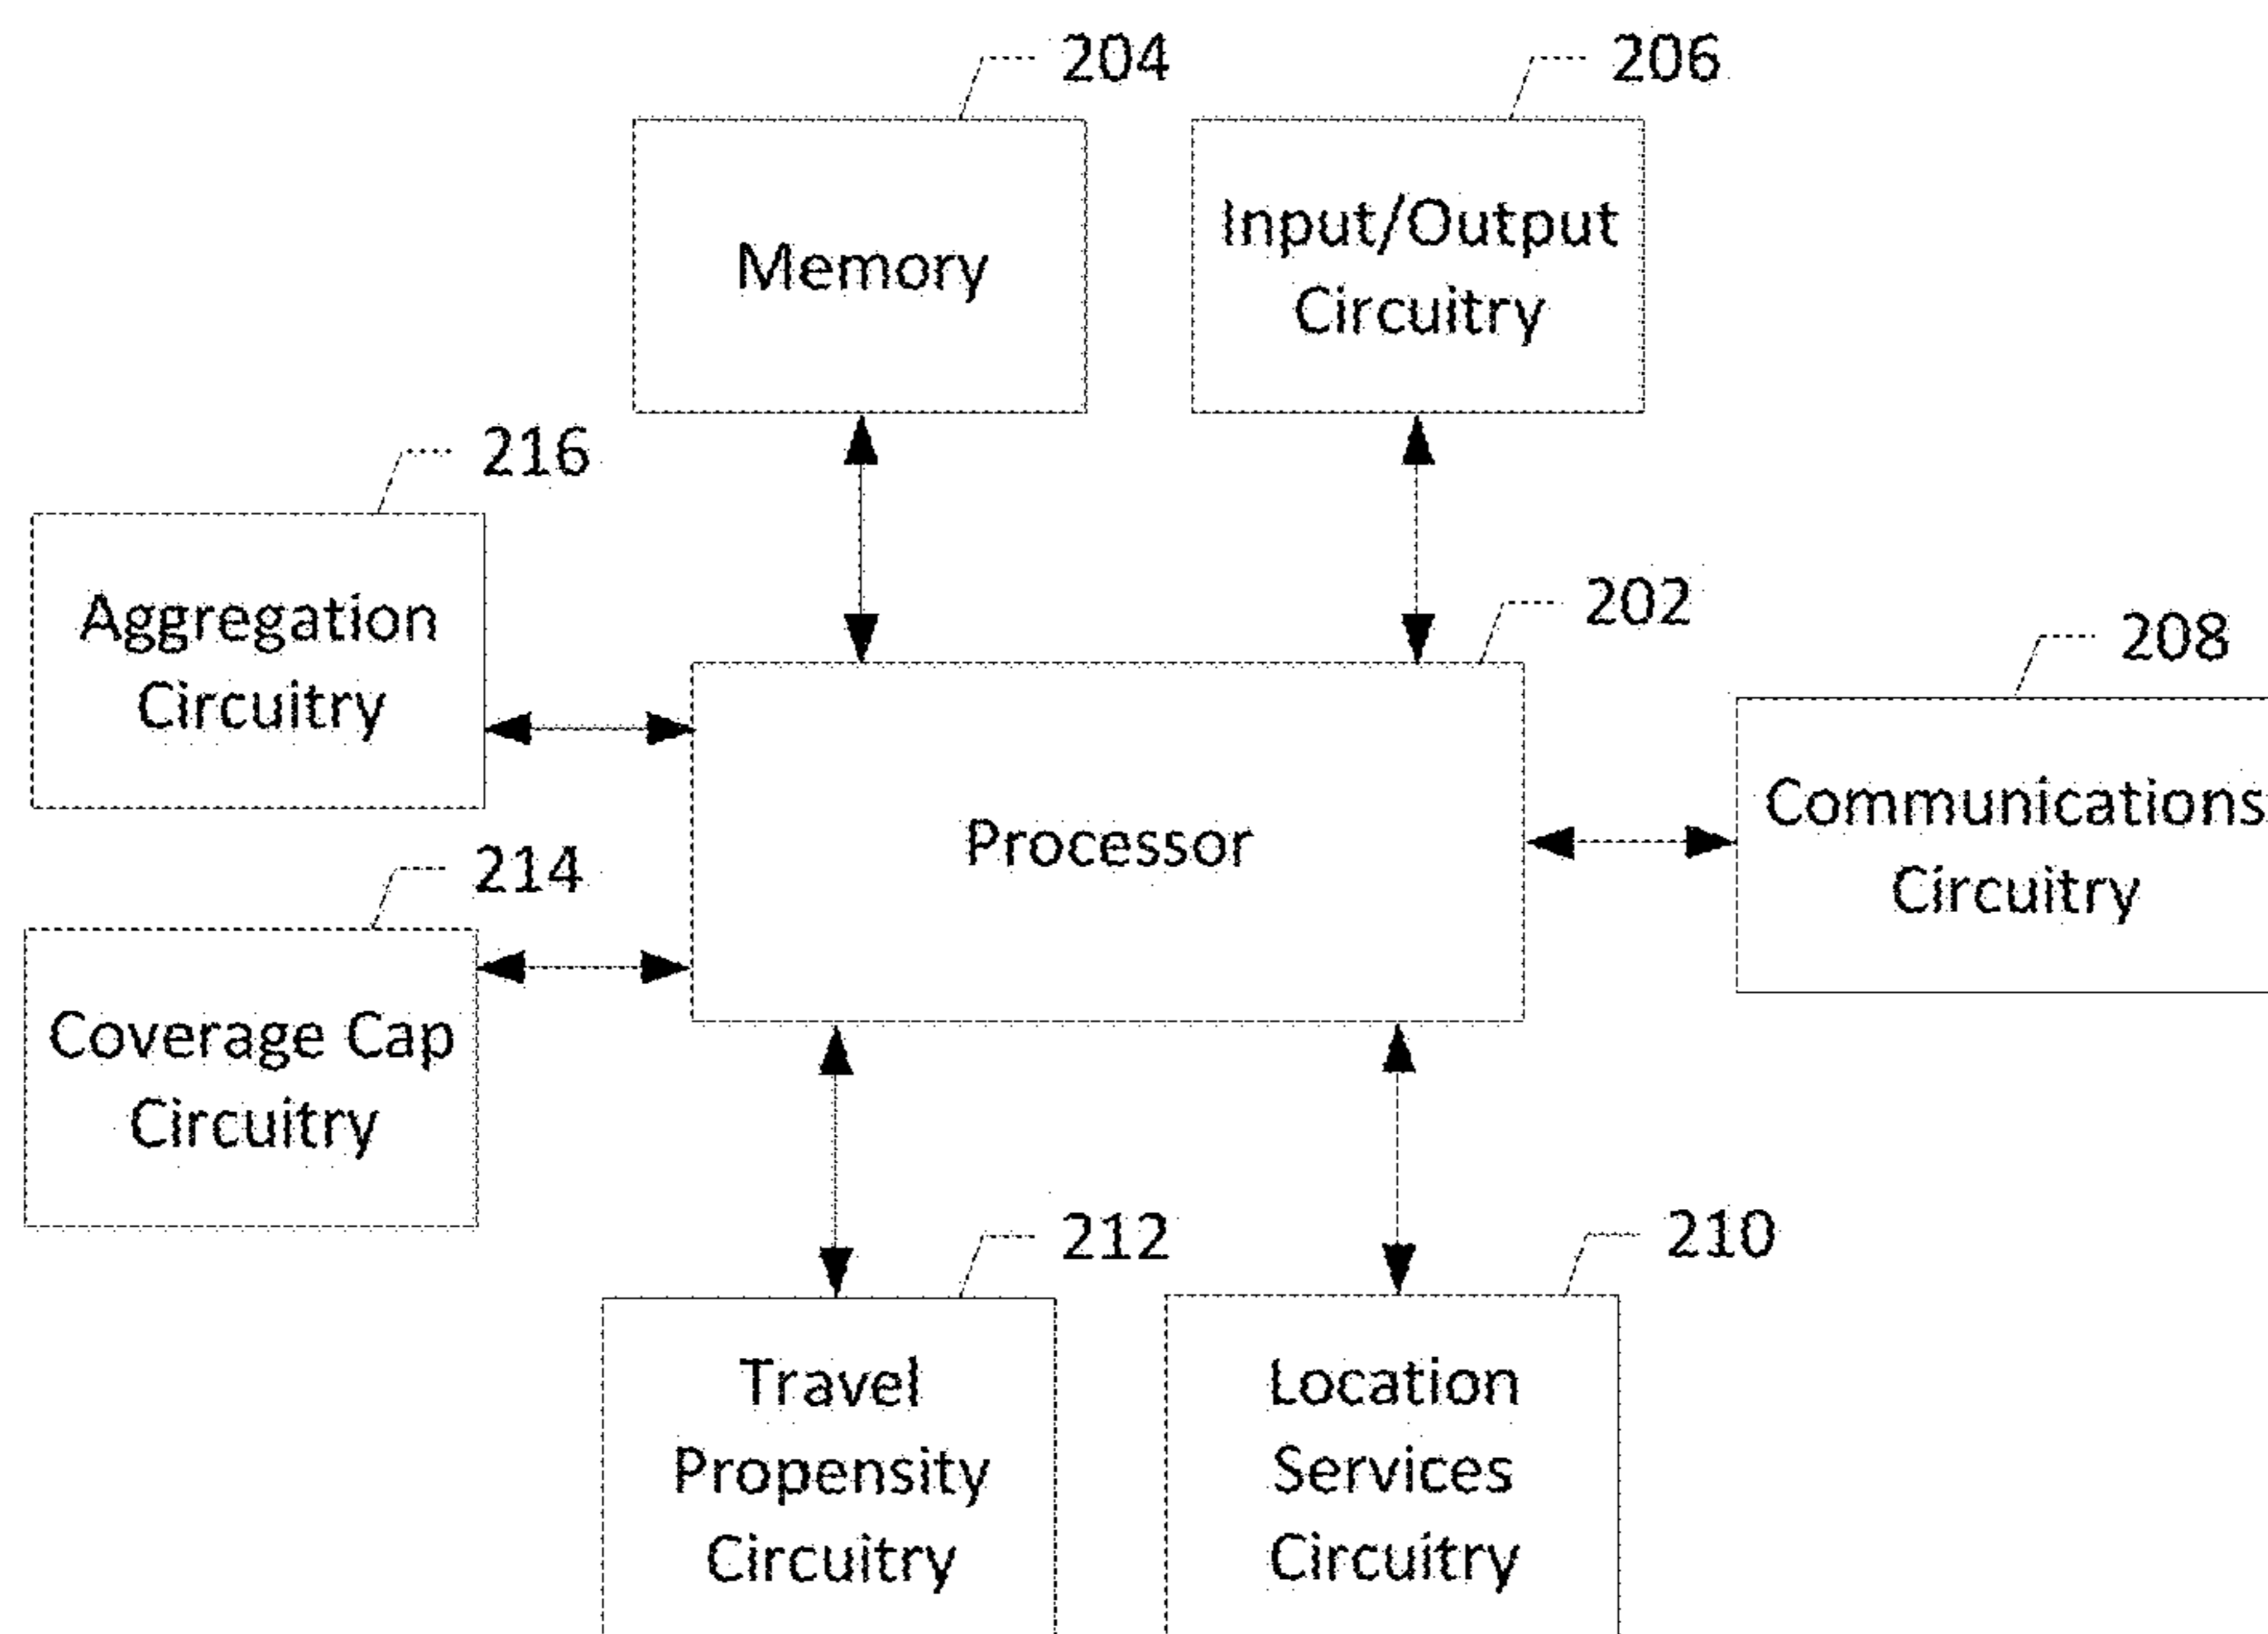 204
206
Memory
Input/Output
Circuitry
216
202
208
Aggregation
Circuitry
Processor
Communications
Circuitry
214
Coverage Cap
Circuitry
212
210
Travel
Propensity
Circuitry
Location
Services
Circuitry